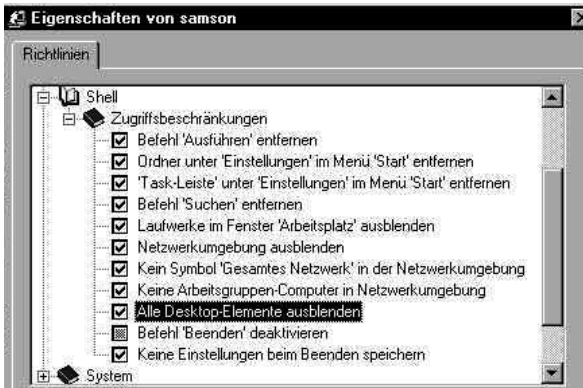 Eigenschaften von samson
Richtlinien
Shell
Zugriffsbeschränkungen
Befehl 'Ausführen' entfernen
Ordner unter 'Einstellungen' im Menü 'Start' entfernen
'Task-Leiste' unter 'Einstellungen' im Menü 'Start' entfernen
Befehl 'Suchen' entfernen
Laufwerke im Fenster 'Arbeitsplatz' ausblenden
Netzwerkumgebung ausblenden
Kein Symbol 'Gesamtes Netzwerk' in der Netzwerkumgebung
Keine Arbeitsgruppen-Computer in Netzwerkumgebung
Alle Desktop-Elemente ausblenden
Befehl 'Beenden' deaktivieren
Keine Einstellungen beim Beenden speichern
System